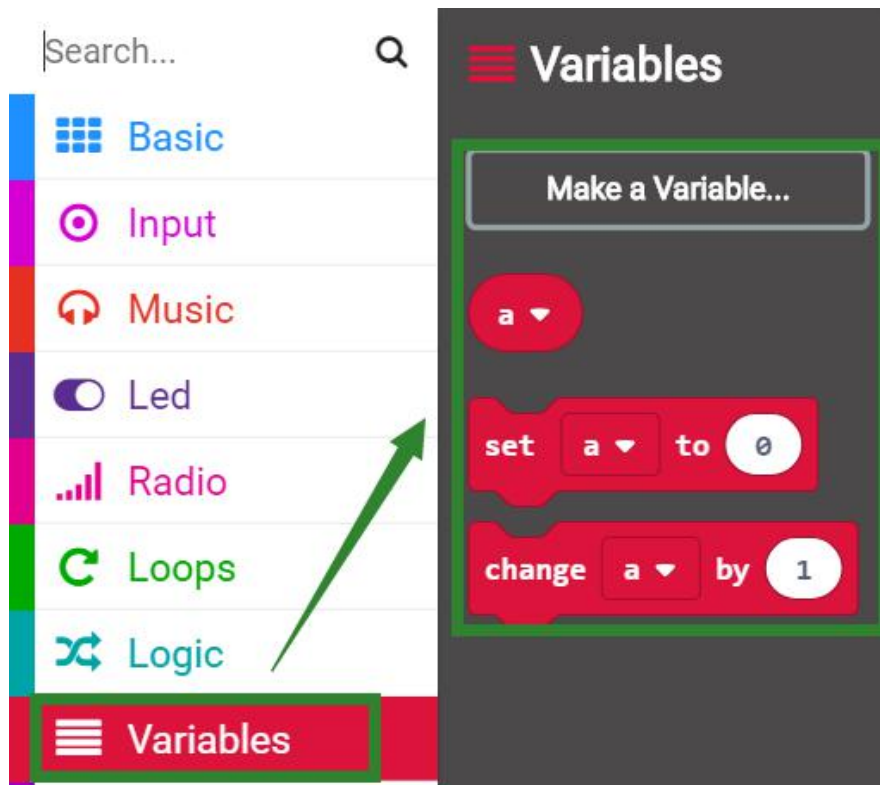 Search...
Basic
Input
Music
Led
Radio
Loops
Logic
Variables
Variables
Make a Variable...
a
set a to 0
change a by 1